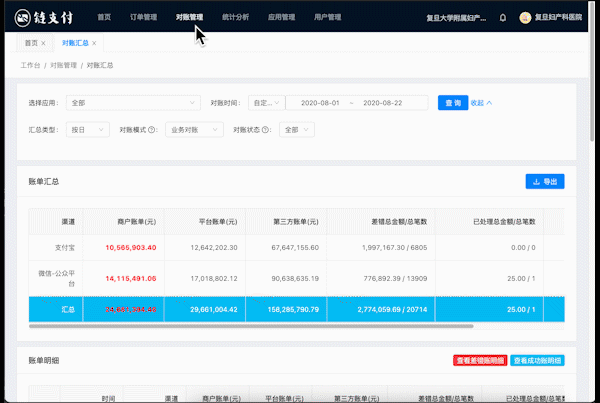 链支付 首页 订单管理 对账管理 统计分析 应用管理 用户管理 复旦大学附属妇产... 复旦妇产科医院
首页 × 对账汇总 ×
工作台 / 对账管理 / 对账汇总
选择应用: 全部 对账时间: 自定... 2020-08-01 ~ 2020-08-22 查 询 收起
汇总类型: 按日 对账模式 ?: 业务对账 对账状态 ?: 全部
账单汇总 导出
渠道 商户账单(元) 平台账单(元) 第三方账单(元) 差错总金额/总笔数 已处理总金额/总笔数
支付宝 10,565,903.40 12,642,202.30 67,647,155.60 1,997,167.30 / 6805 0.00 / 0
微信-公众平台 14,115,491.06 17,018,802.12 90,638,635.19 776,892.39 / 13909 25.00 / 1
汇总 29,661,004.42 158,285,790.79 2,774,059.69 / 20714 25.00 / 1
账单明细 查看差错账明细 查看成功账明细
时间 渠道 商户账单(元) 平台账单(元) 第三方账单(元) 差错总金额/总笔数 已处理总金额/总